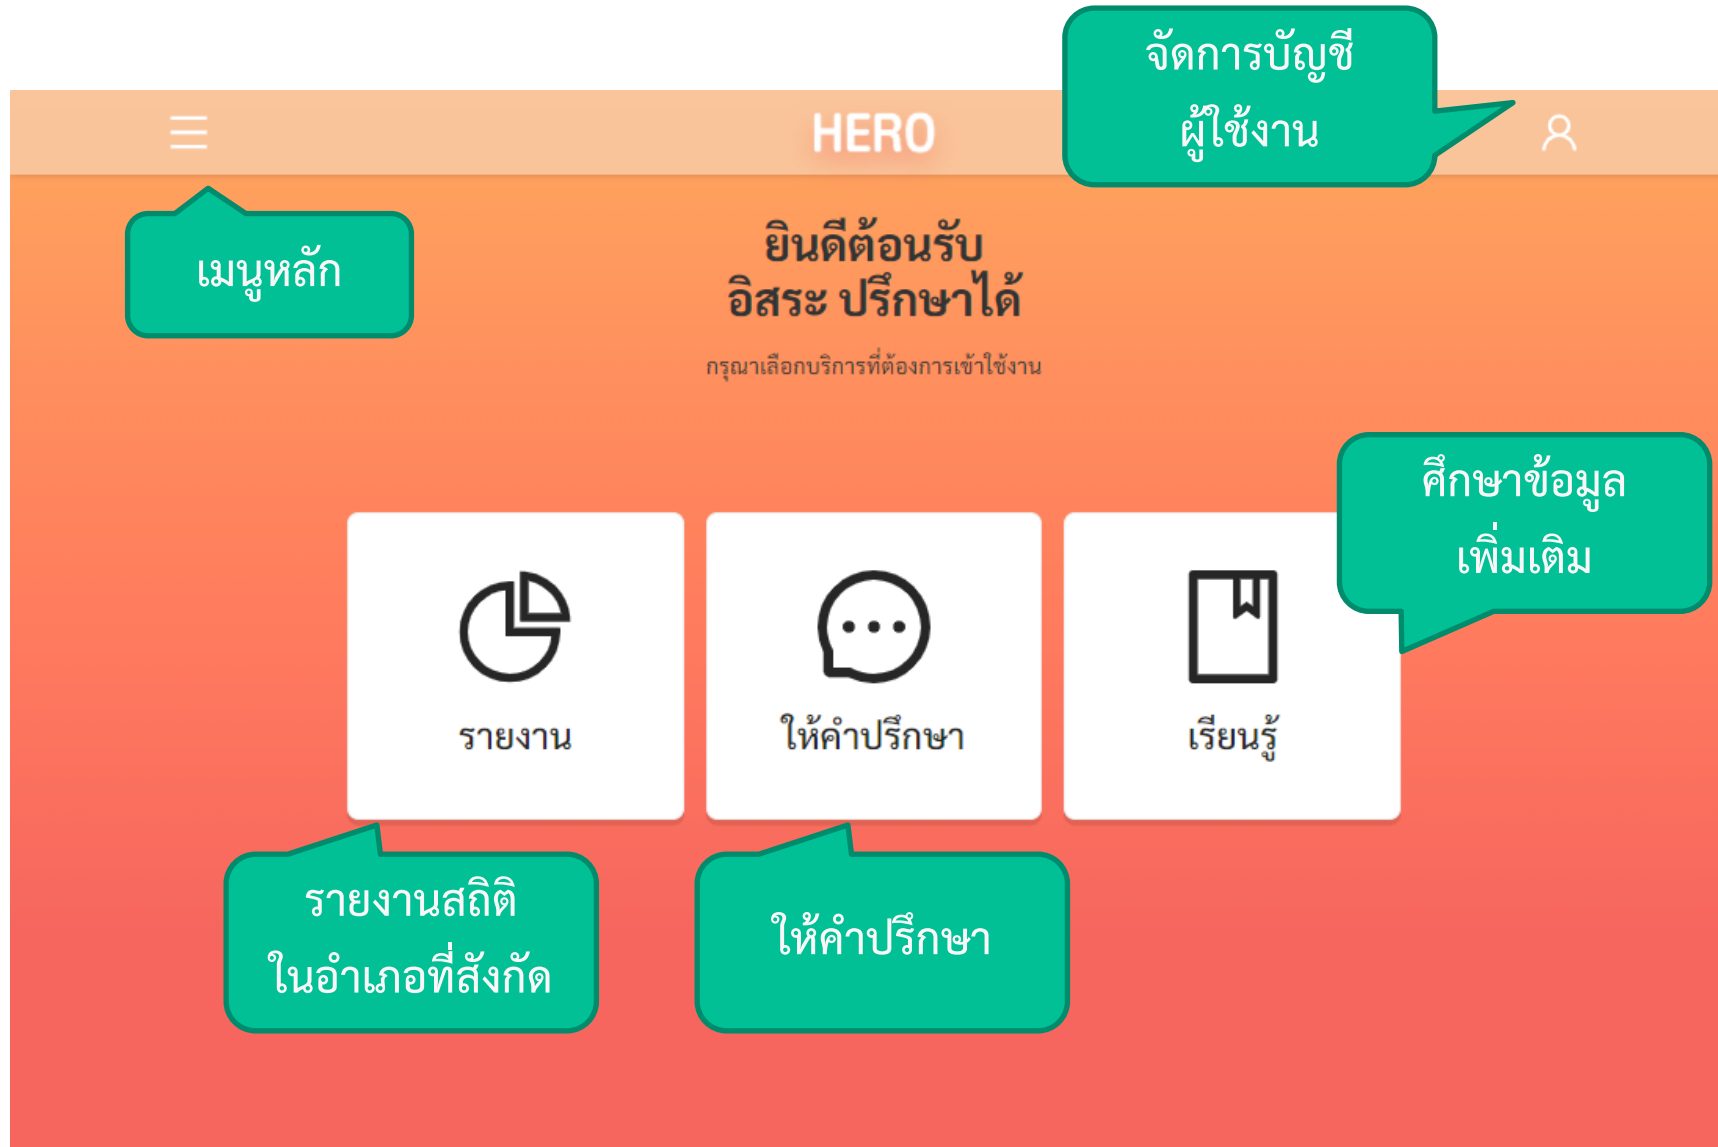 จัดการบัญชี
ผู้ใช้งาน
HERO
เมนูหลัก
ยินดีต้อนรับ
อิสระ ปรึกษาได้
กรุณาเลือกบริการที่ต้องการเข้าใช้งาน
ศึกษาข้อมูล
เพิ่มเติม
รายงาน
ให้คำปรึกษา
เรียนรู้
รายงานสถิติ
ในอำเภอที่สังกัด
ให้คำปรึกษา